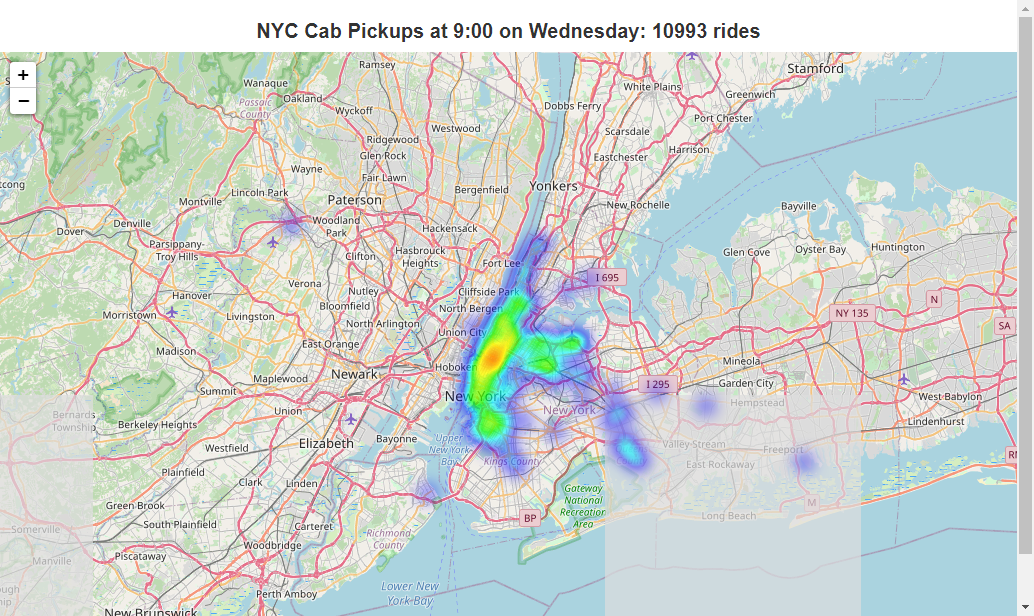 NYC Cab Pickups at 9:00 on Wednesday: 10993 rides
+
−
Ramsey
Stamford
Wanaque
Oakland
White Plains
Greenwich
Passaic
County
Wyckoff
Dobbs Ferry
Port Chester
Westwood
Scarsdale
Ridgewood
Glen Rock
Eastchester
Harrison
Wayne
Fair Lawn
Bergenfield
Yonkers
Lincoln Park
Paterson
Montville
New Rochelle
Bayville
Denville
Woodland
Park
Hackensack
Dover
Parsippany-
Troy Hills
Clifton
Hasbrouck
Heights
Fort Lee
Glen Cove
Oyster Bay
Huntington
I 695
Verona
Nutley
Cliffside Park
Hanover
Bloomfield
North Bergen
N
Morristown
Livingston
North Arlington
NY 135
Union City
SA
East Orange
Madison
Mineola
Hoboken
Newark
Maplewood
I 295
Garden City
Summit
New York
West Babylon
Union
New York
Hempstead
Bernards
Township
Berkeley Heights
Lindenhurst
Elizabeth
Bayonne
Upper
New York
Bay
Valley Stream
Westfield
Freeport
Kings County
East Rockaway
Plainfield
Clark
Linden
Gateway
National
Recreation
Area
Green Brook
M
South Plainfield
BP
Long Beach
Somerville
Carteret
Richmond
County
Woodbridge
Piscataway
Manville
Lower New
York Bay
Perth Amboy
New Brunswick